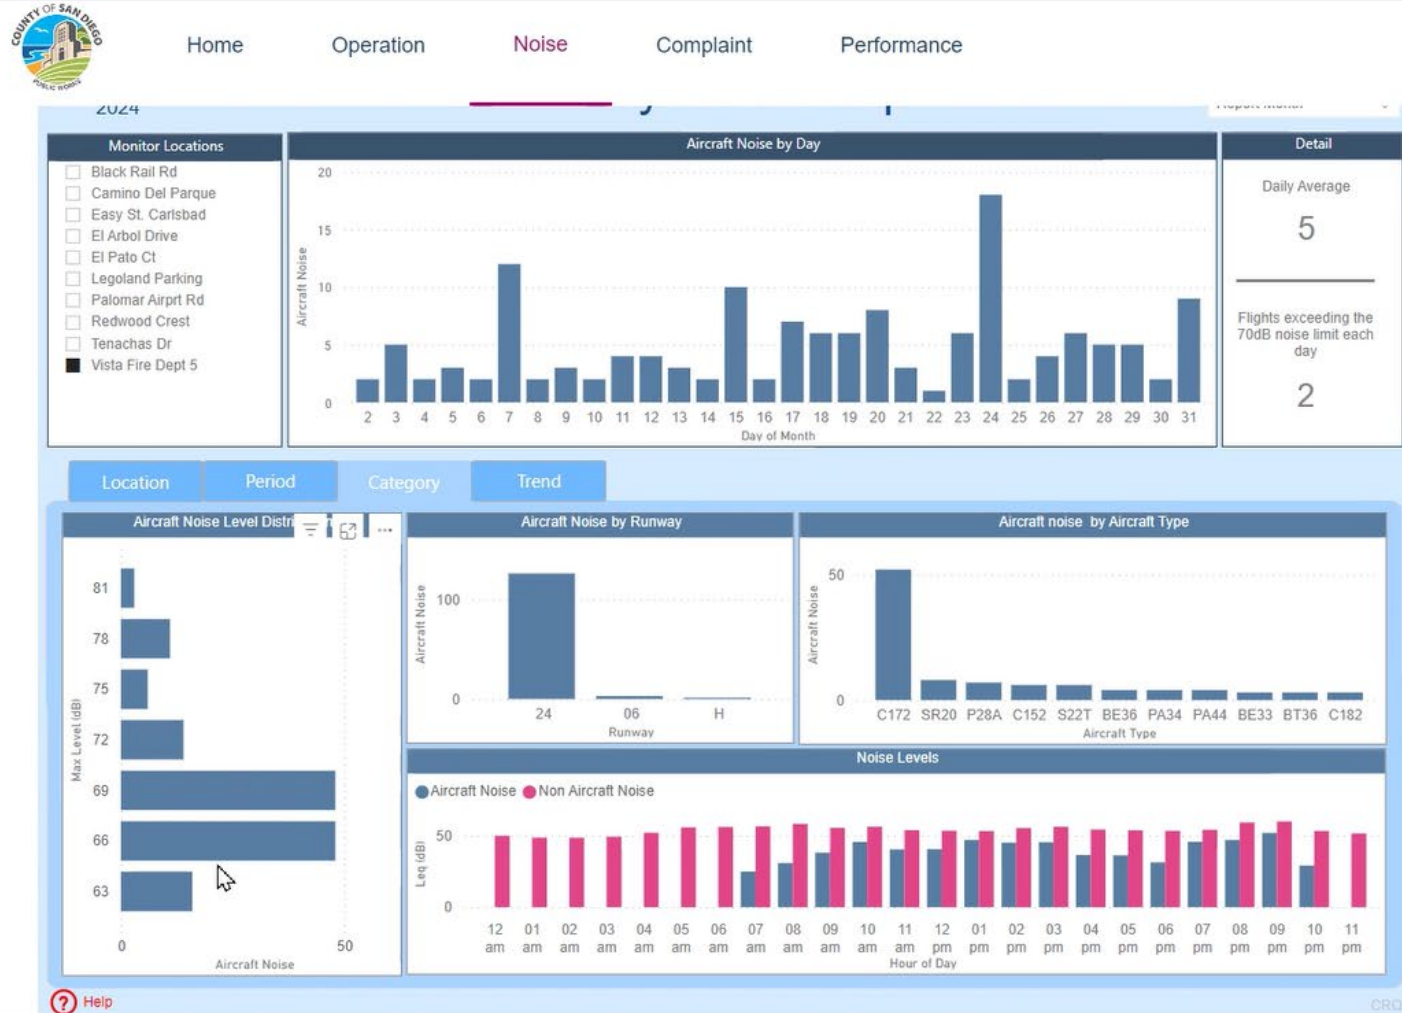 COUNTY OF SAN DIEGO
PUBLIC WORKS
Home
Operation
Noise
Complaint
Performance
2024
Report Month
Monitor Locations
Black Rail Rd
Camino Del Parque
Easy St. Carlsbad
El Arbol Drive
El Pato Ct
Legoland Parking
Palomar Airprt Rd
Redwood Crest
Tenachas Dr
Vista Fire Dept 5
Aircraft Noise by Day
Aircraft Noise
20
15
10
5
0
2 3 4 5 6 7 8 9 10 11 12 13 14 15 16 17 18 19 20 21 22 23 24 25 26 27 28 29 30 31
Day of Month
Detail
Daily Average
5
Flights exceeding the
70dB noise limit each
day
2
Location
Period
Category
Trend
Aircraft Noise Level Distri
Max Level (dB)
81
78
75
72
69
66
63
0 50
Aircraft Noise
Aircraft Noise by Runway
Aircraft Noise
100
0
24 06 H
Runway
Aircraft noise by Aircraft Type
Aircraft Noise
50
0
C172 SR20 P28A C152 S22T BE36 PA34 PA44 BE33 BT36 C182
Aircraft Type
Noise Levels
Aircraft Noise Non Aircraft Noise
Leq (dB)
50
0
12 01 02 03 04 05 06 07 08 09 10 11 12 01 02 03 04 05 06 07 08 09 10 11
am am am am am am am am am am am am pm pm pm pm pm pm pm pm pm pm pm pm
Hour of Day
? Help
CRQ